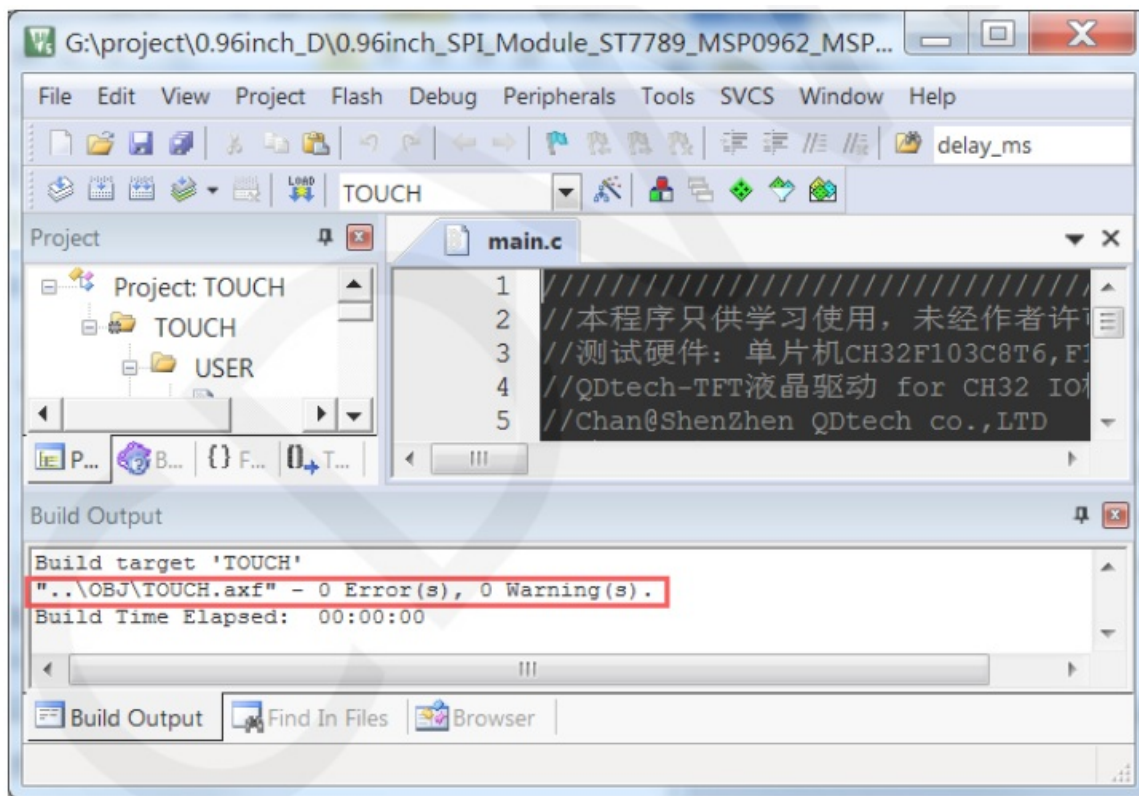 G:\project\0.96inch_D\0.96inch_SPI_Module_ST7789_MSP0962_MSP...
File Edit View Project Flash Debug Peripherals Tools SVCS Window Help
delay_ms
LOAD TOUCH
Project
main.c
Project: TOUCH
TOUCH
USER
1 ////////////////////////////////////
2 //本程序只供学习使用，未经作者许
3 //测试硬件：单片机CH32F103C8T6,F1
4 //QDtech-TFT液晶驱动 for CH32 IO
5 //Chan@ShenZhen QDtech co.,LTD
P... B... {} F... 0 T...
Build Output
Build target 'TOUCH'
"..\OBJ\TOUCH.axf" - 0 Error(s), 0 Warning(s).
Build Time Elapsed: 00:00:00
Build Output Find In Files Browser